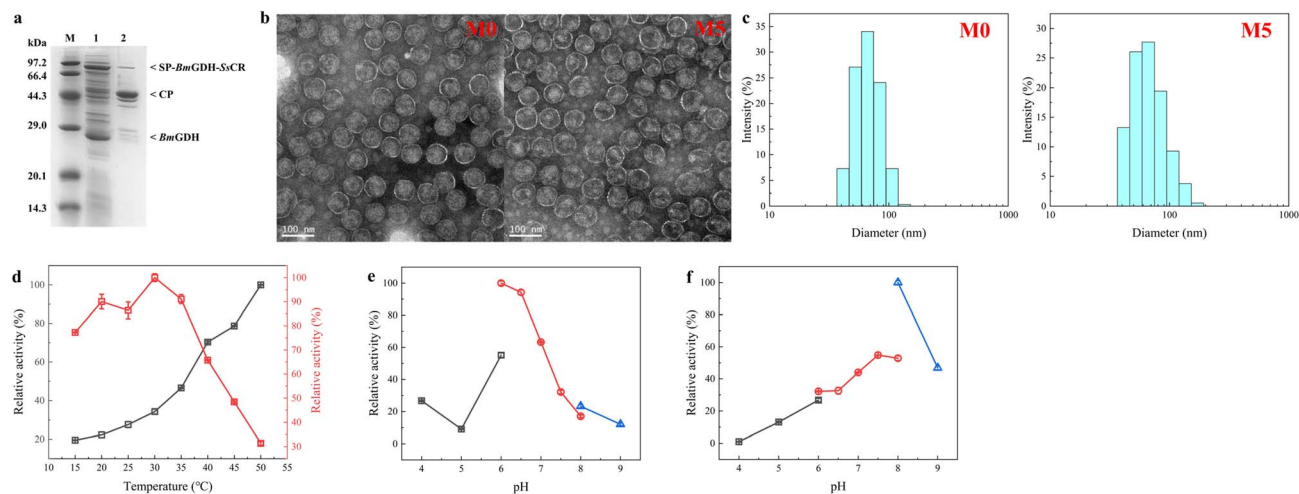 a
M 1 2
kDa
97.2
66.4
44.3
29.0
20.1
14.3
< SP-BmGDH-SsCR
< CP
< BmGDH
b
M0
M5
100 nm
100 nm
c
M0
Intensity (%)
35
30
25
20
15
10
5
0
10 100 1000
Diameter (nm)
M5
Intensity (%)
30
25
20
15
10
5
0
10 100 1000
Diameter (nm)
d
Relative activity (%)
100
80
60
40
20
10 15 20 25 30 35 40 45 50 55
Temperature (°C)
100
90
80
70
60
50
40
30
Relative activity (%)
e
Relative activity (%)
100
80
60
40
20
0
4 5 6 7 8 9
pH
f
Relative activity (%)
100
80
60
40
20
0
4 5 6 7 8 9
pH